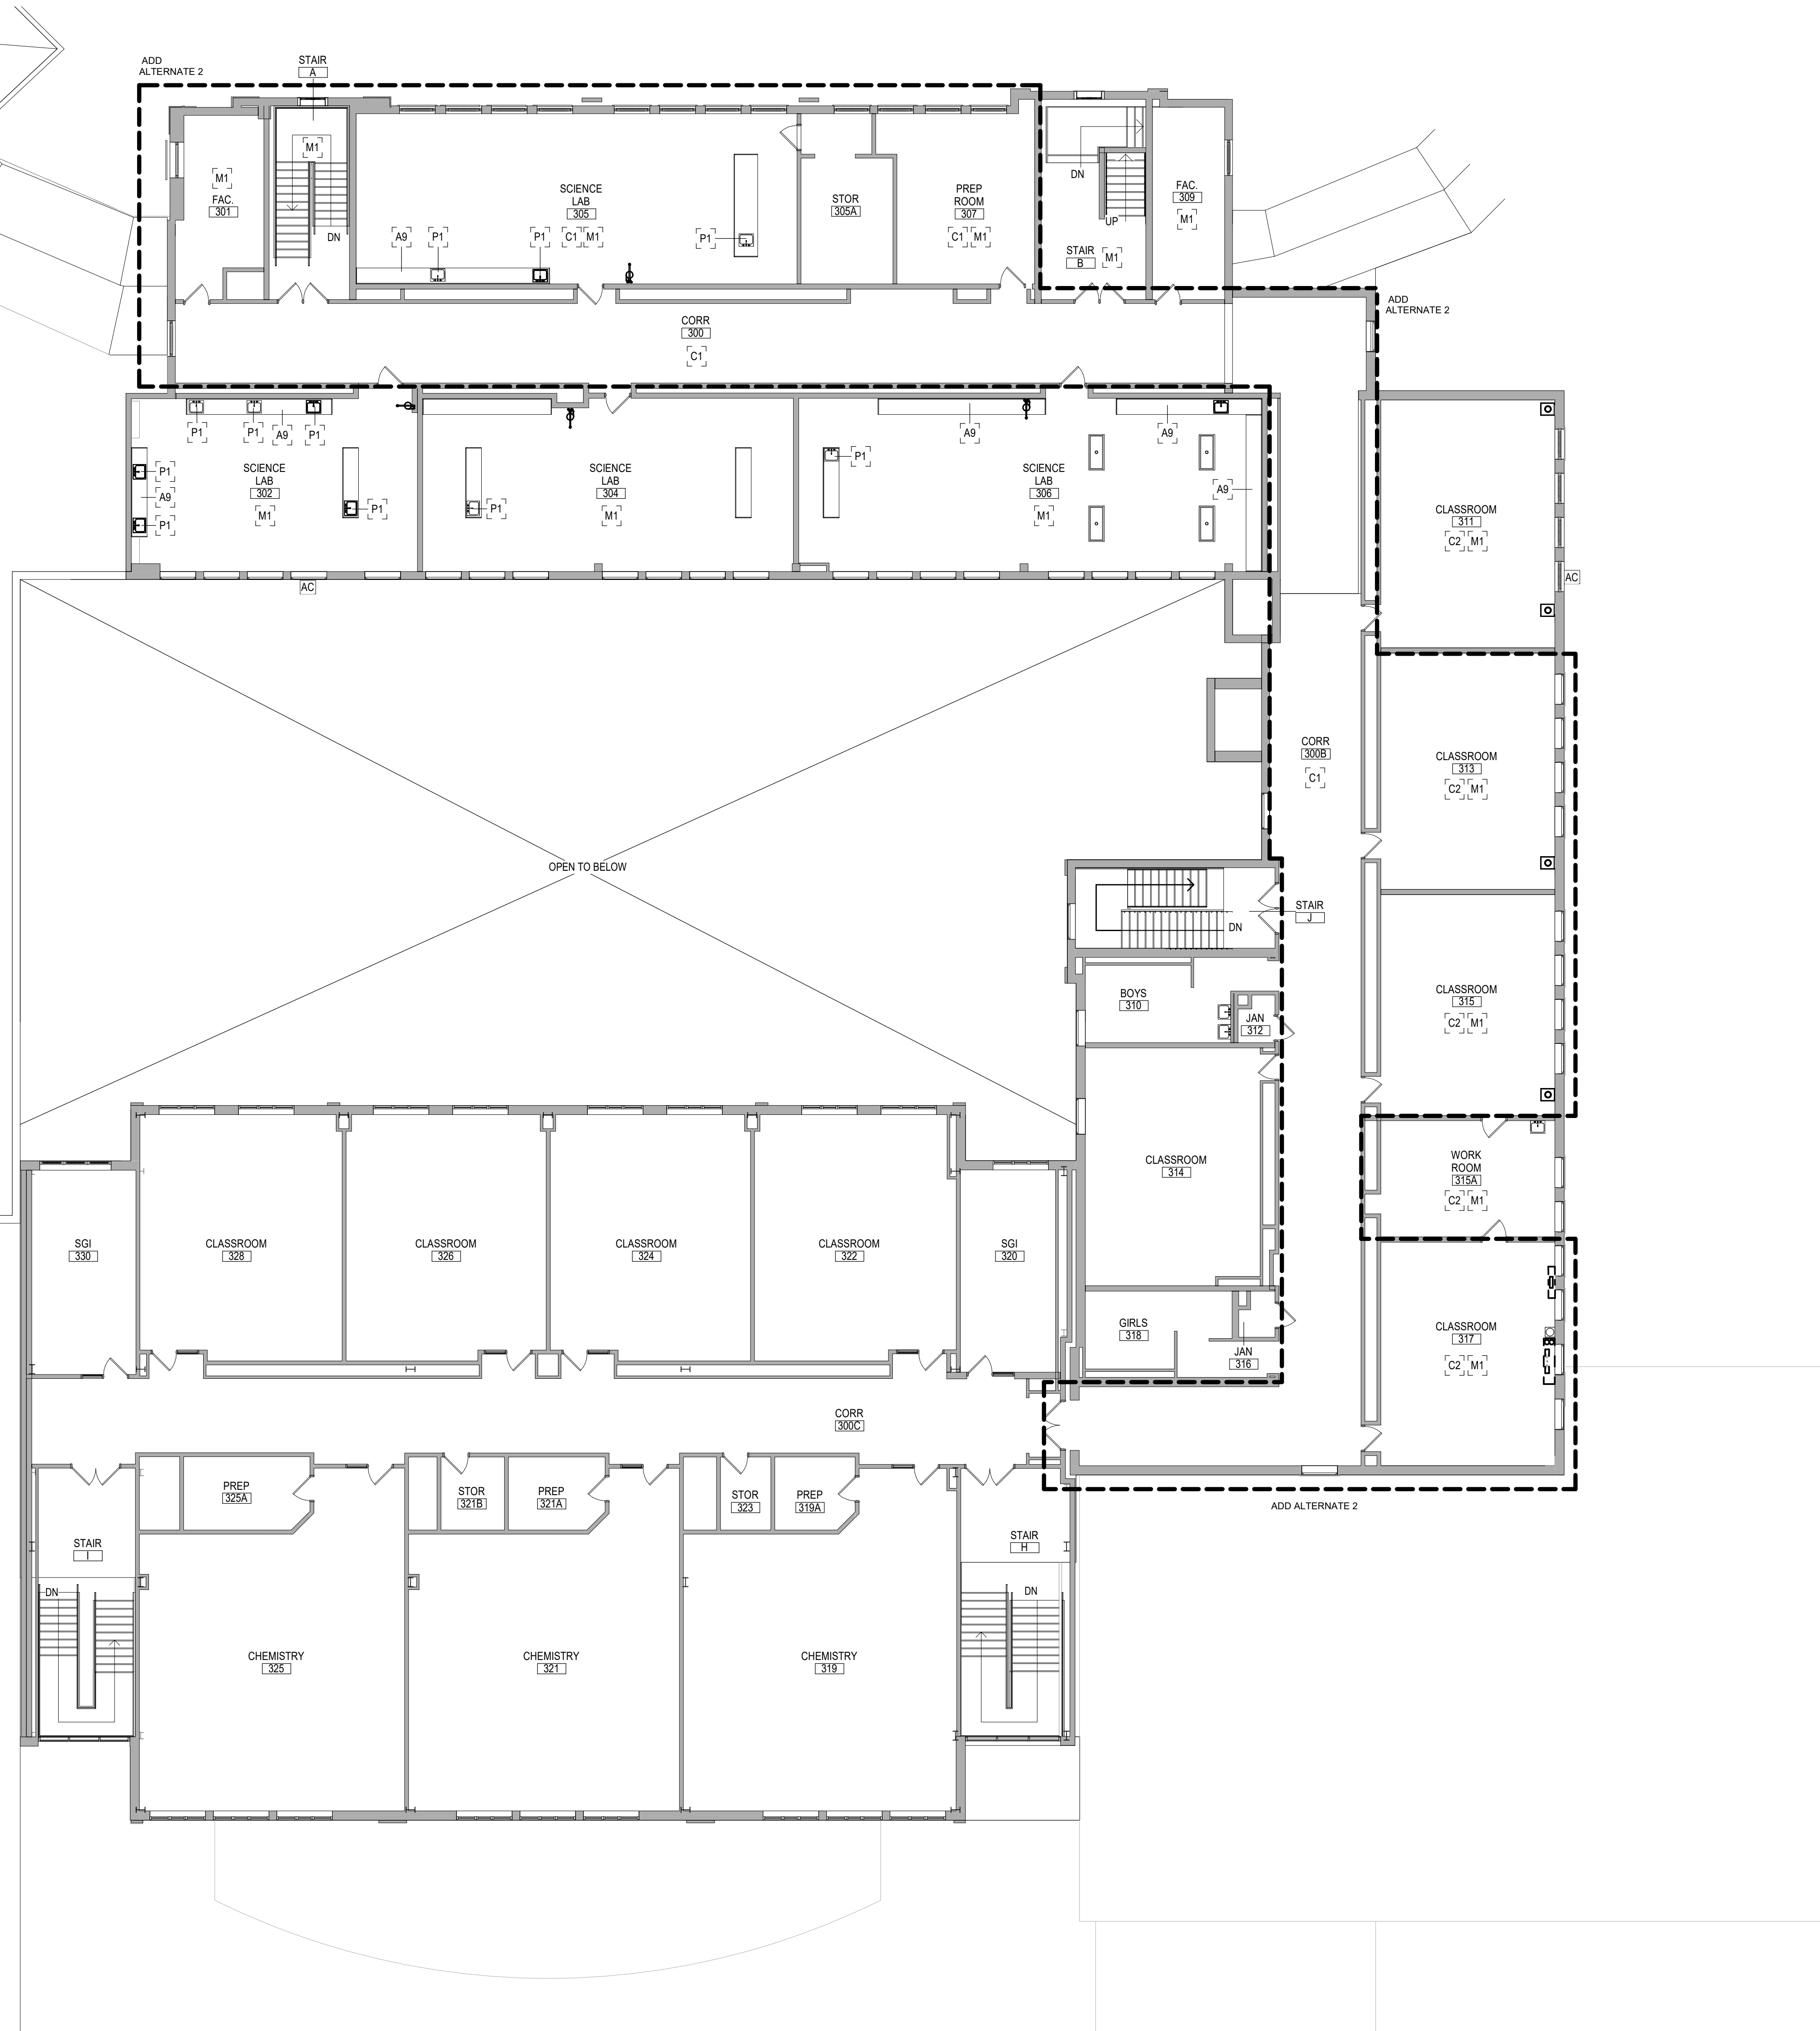 ADD
ALTERNATE 2
STAIR
A
M1
M1
FAC.
301
DN
SCIENCE
LAB
305
C1 M1
A9
P1
P1
P1
STOR
305A
PREP
ROOM
307
C1 M1
DN
UP
STAIR
B
M1
FAC.
309
M1
ADD
ALTERNATE 2
CORR
300
C1
P1
P1
A9
P1
P1
A9
P1
SCIENCE
LAB
302
M1
P1
AC
SCIENCE
LAB
304
M1
P1
A9
P1
SCIENCE
LAB
306
M1
A9
A9
CLASSROOM
311
C2 M1
AC
CORR
300B
C1
CLASSROOM
313
C2 M1
OPEN TO BELOW
STAIR
J
DN
CLASSROOM
315
C2 M1
BOYS
310
JAN
312
CLASSROOM
314
WORK
ROOM
315A
C2 M1
SGI
330
CLASSROOM
328
CLASSROOM
326
CLASSROOM
324
CLASSROOM
322
SGI
320
GIRLS
318
JAN
316
CLASSROOM
317
C2 M1
CORR
300C
PREP
325A
STOR
321B
PREP
321A
STOR
323
PREP
319A
ADD ALTERNATE 2
STAIR
I
DN
STAIR
H
DN
CHEMISTRY
325
CHEMISTRY
321
CHEMISTRY
319